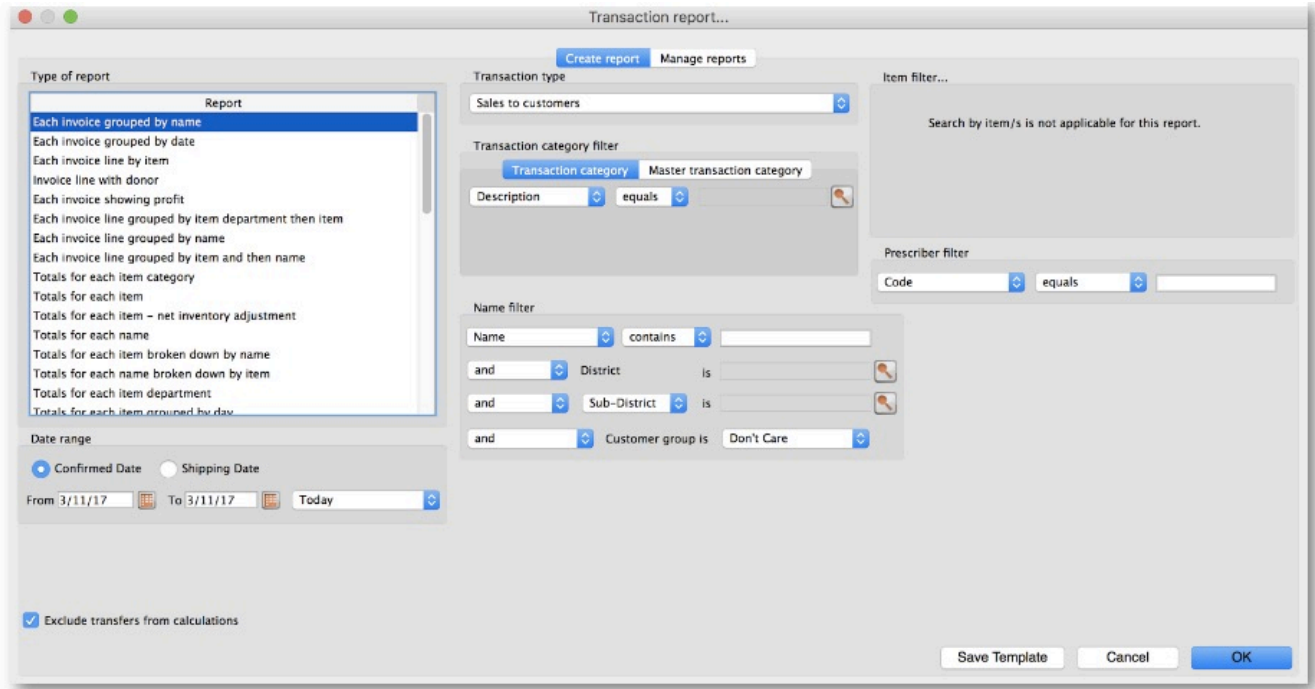 Transaction report...
Create report Manage reports
Type of report
Report
Each invoice grouped by name
Each invoice grouped by date
Each invoice line by item
Invoice line with donor
Each invoice showing profit
Each invoice line grouped by item department then item
Each invoice line grouped by name
Each invoice line grouped by item and then name
Totals for each item category
Totals for each item
Totals for each item - net inventory adjustment
Totals for each name
Totals for each item broken down by name
Totals for each name broken down by item
Totals for each item department
Totals for each item grouped by day
Date range
Confirmed Date Shipping Date
From 3/11/17 To 3/11/17 Today
Exclude transfers from calculations
Transaction type
Sales to customers
Transaction category filter
Transaction category Master transaction category
Description equals
Name filter
Name contains
and District is
and Sub-District is
and Customer group is Don't Care
Item filter...
Search by item/s is not applicable for this report.
Prescriber filter
Code equals
Save Template Cancel OK